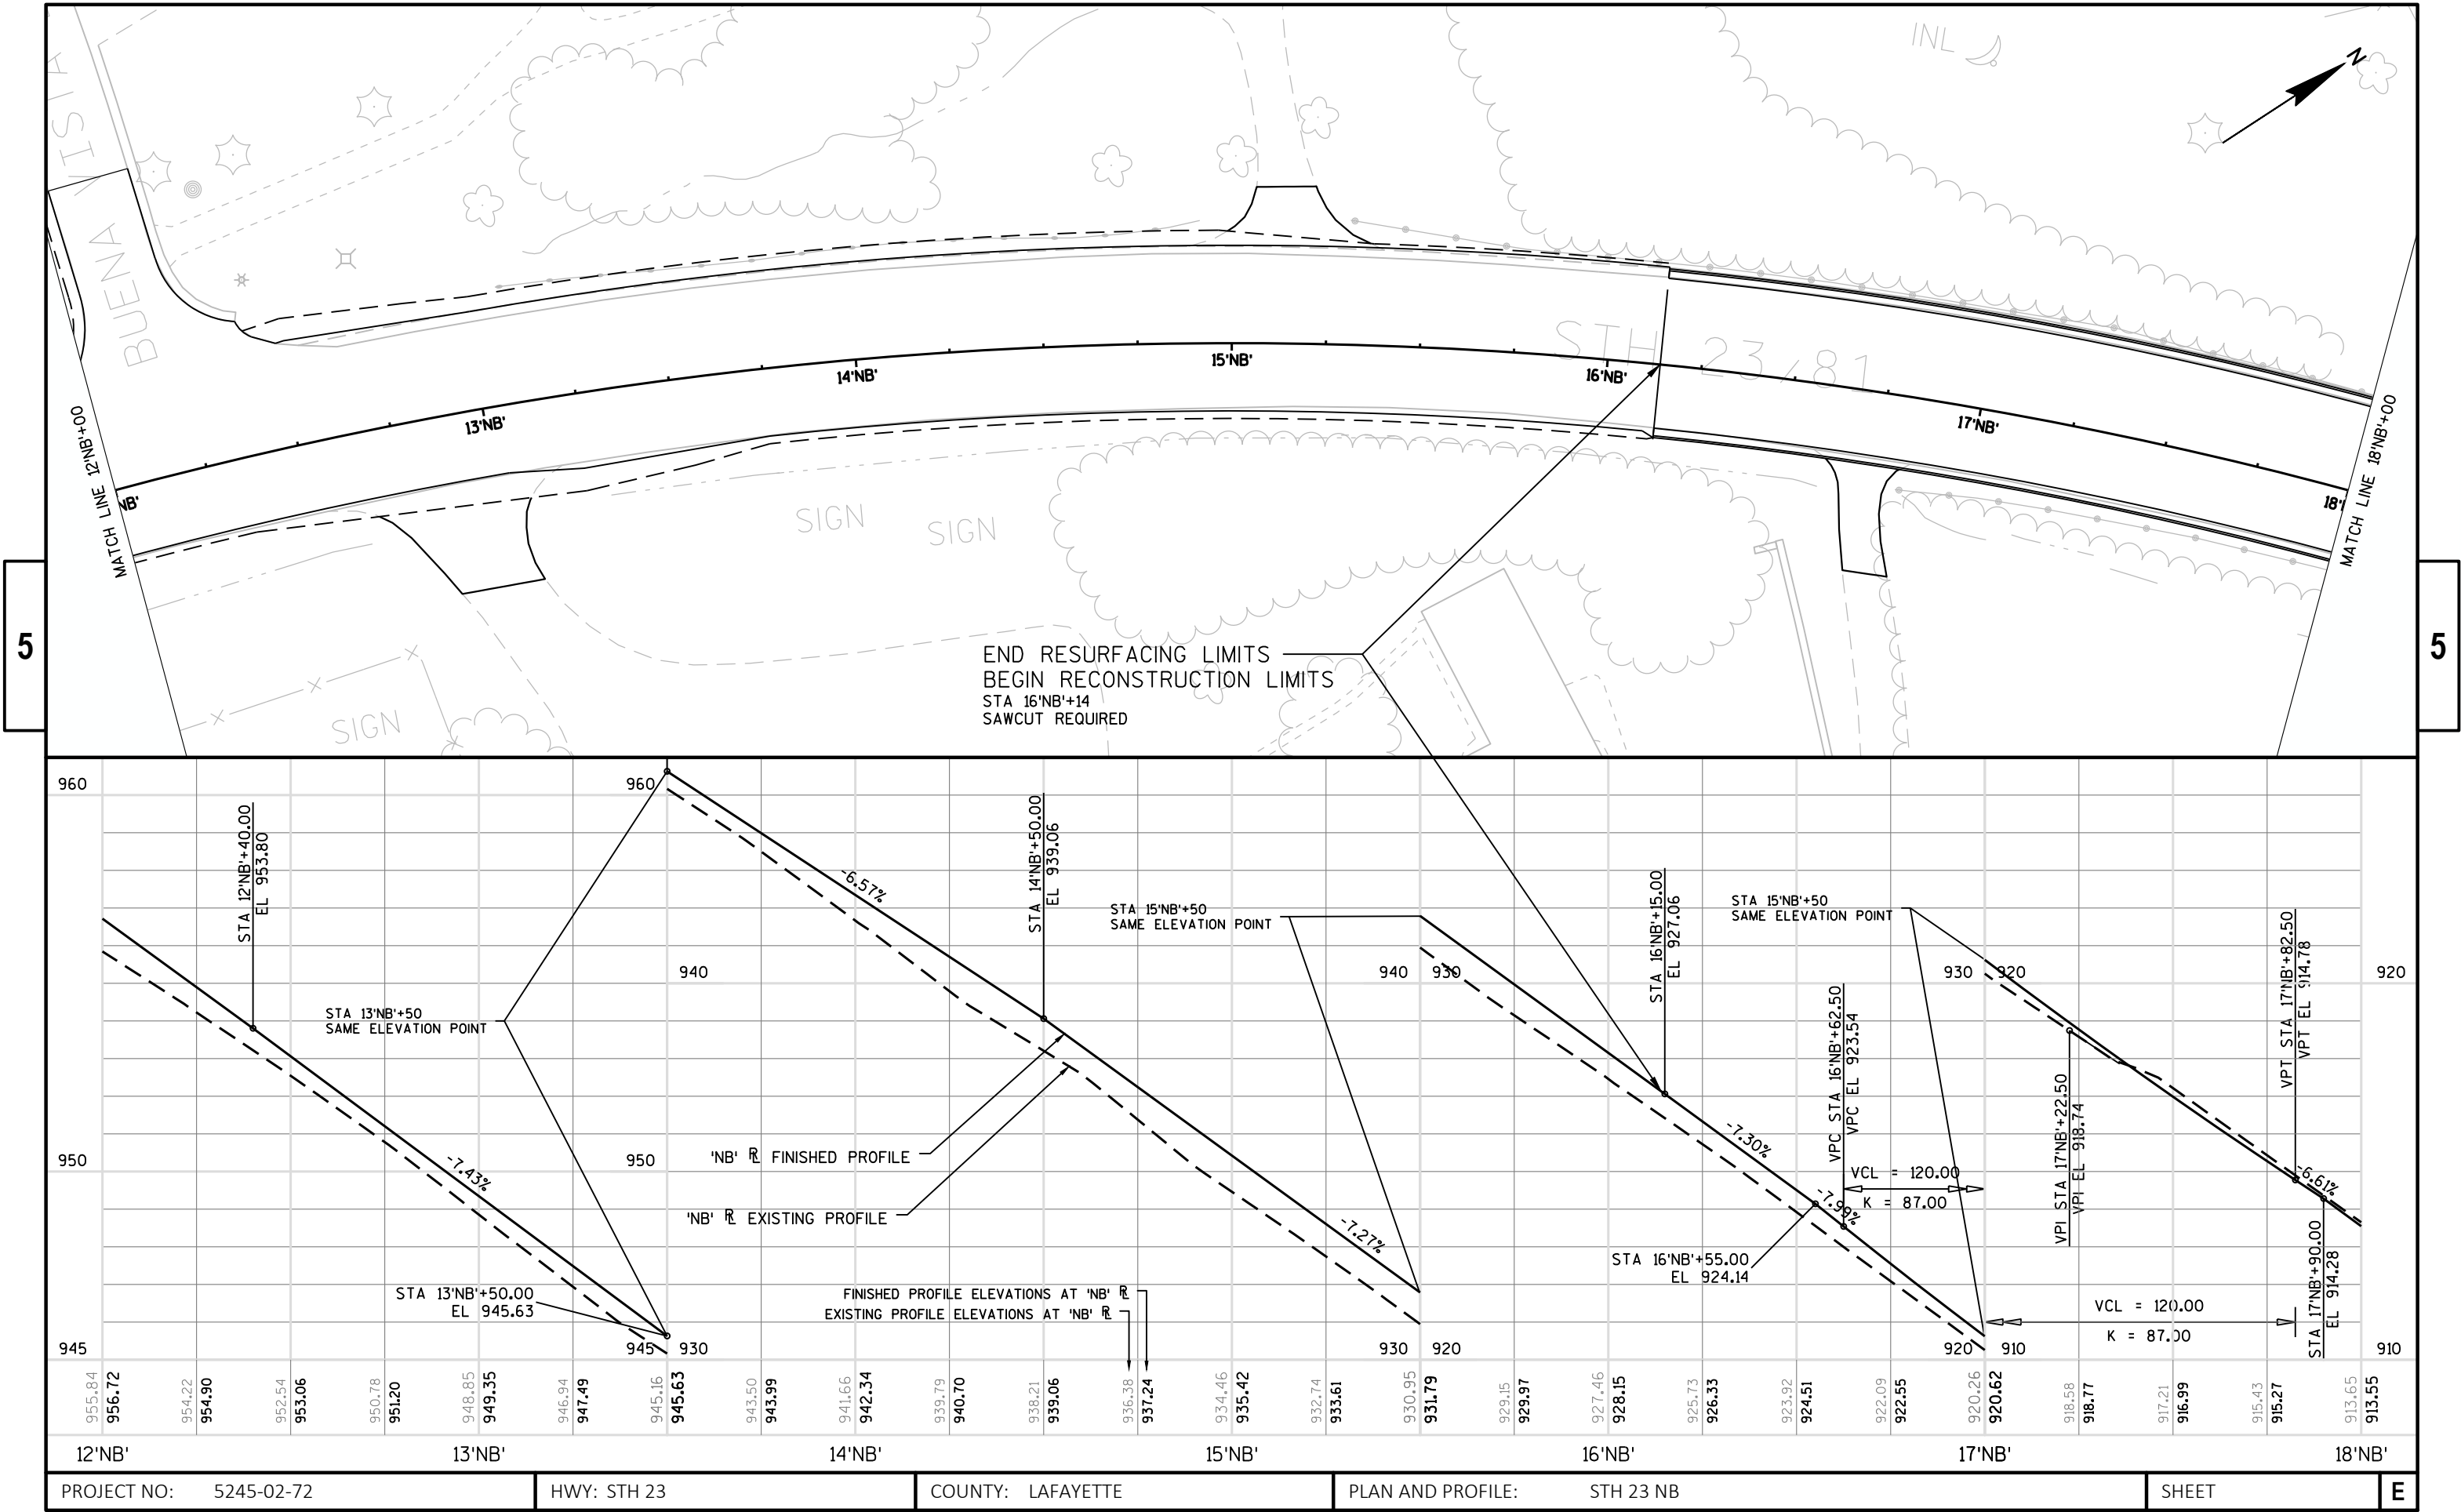 VISTA
BUENA
INL
N
STH 23/81
MATCH LINE 12'NB'+00
'NB'
13'NB'
14'NB'
15'NB'
16'NB'
17'NB'
MATCH LINE 18'NB'+00
SIGN
SIGN
SIGN
5
5
END RESURFACING LIMITS
BEGIN RECONSTRUCTION LIMITS
STA 16'NB'+14
SAWCUT REQUIRED
960
960
STA 12'NB'+40.00
EL 953.80
-6.57%
STA 14'NB'+50.00
EL 939.06
STA 15'NB'+50
SAME ELEVATION POINT
STA 16'NB'+15.00
EL 927.06
STA 15'NB'+50
SAME ELEVATION POINT
VPT STA 17'NB'+82.50
VPT EL 914.78
940
940
930
930
920
920
STA 13'NB'+50
SAME ELEVATION POINT
VPC STA 16'NB'+62.50
VPC EL 923.54
VPI STA 17'NB'+22.50
VPI EL 918.74
950
950
-7.43%
'NB' RL FINISHED PROFILE
'NB' RL EXISTING PROFILE
-7.30%
VCL = 120.00
K = 87.00
-7.99%
-6.61%
-7.27%
STA 16'NB'+55.00
EL 924.14
STA 13'NB'+50.00
EL 945.63
FINISHED PROFILE ELEVATIONS AT 'NB' RL
EXISTING PROFILE ELEVATIONS AT 'NB' RL
VCL = 120.00
K = 87.00
STA 17'NB'+90.00
EL 914.28
945
945
930
930
920
920
910
910
955.84
956.72
954.22
954.90
952.54
953.06
950.78
951.20
948.85
949.35
946.94
947.49
945.16
945.63
943.50
943.99
941.66
942.34
939.79
940.70
938.21
939.06
936.38
937.24
934.46
935.42
932.74
933.61
930.95
931.79
929.15
929.97
927.46
928.15
925.73
926.33
923.92
924.51
922.09
922.55
920.26
920.62
918.58
918.77
917.21
916.99
915.43
915.27
913.65
913.55
12'NB'
13'NB'
14'NB'
15'NB'
16'NB'
17'NB'
18'NB'
PROJECT NO: 5245-02-72
HWY: STH 23
COUNTY: LAFAYETTE
PLAN AND PROFILE: STH 23 NB
SHEET
E